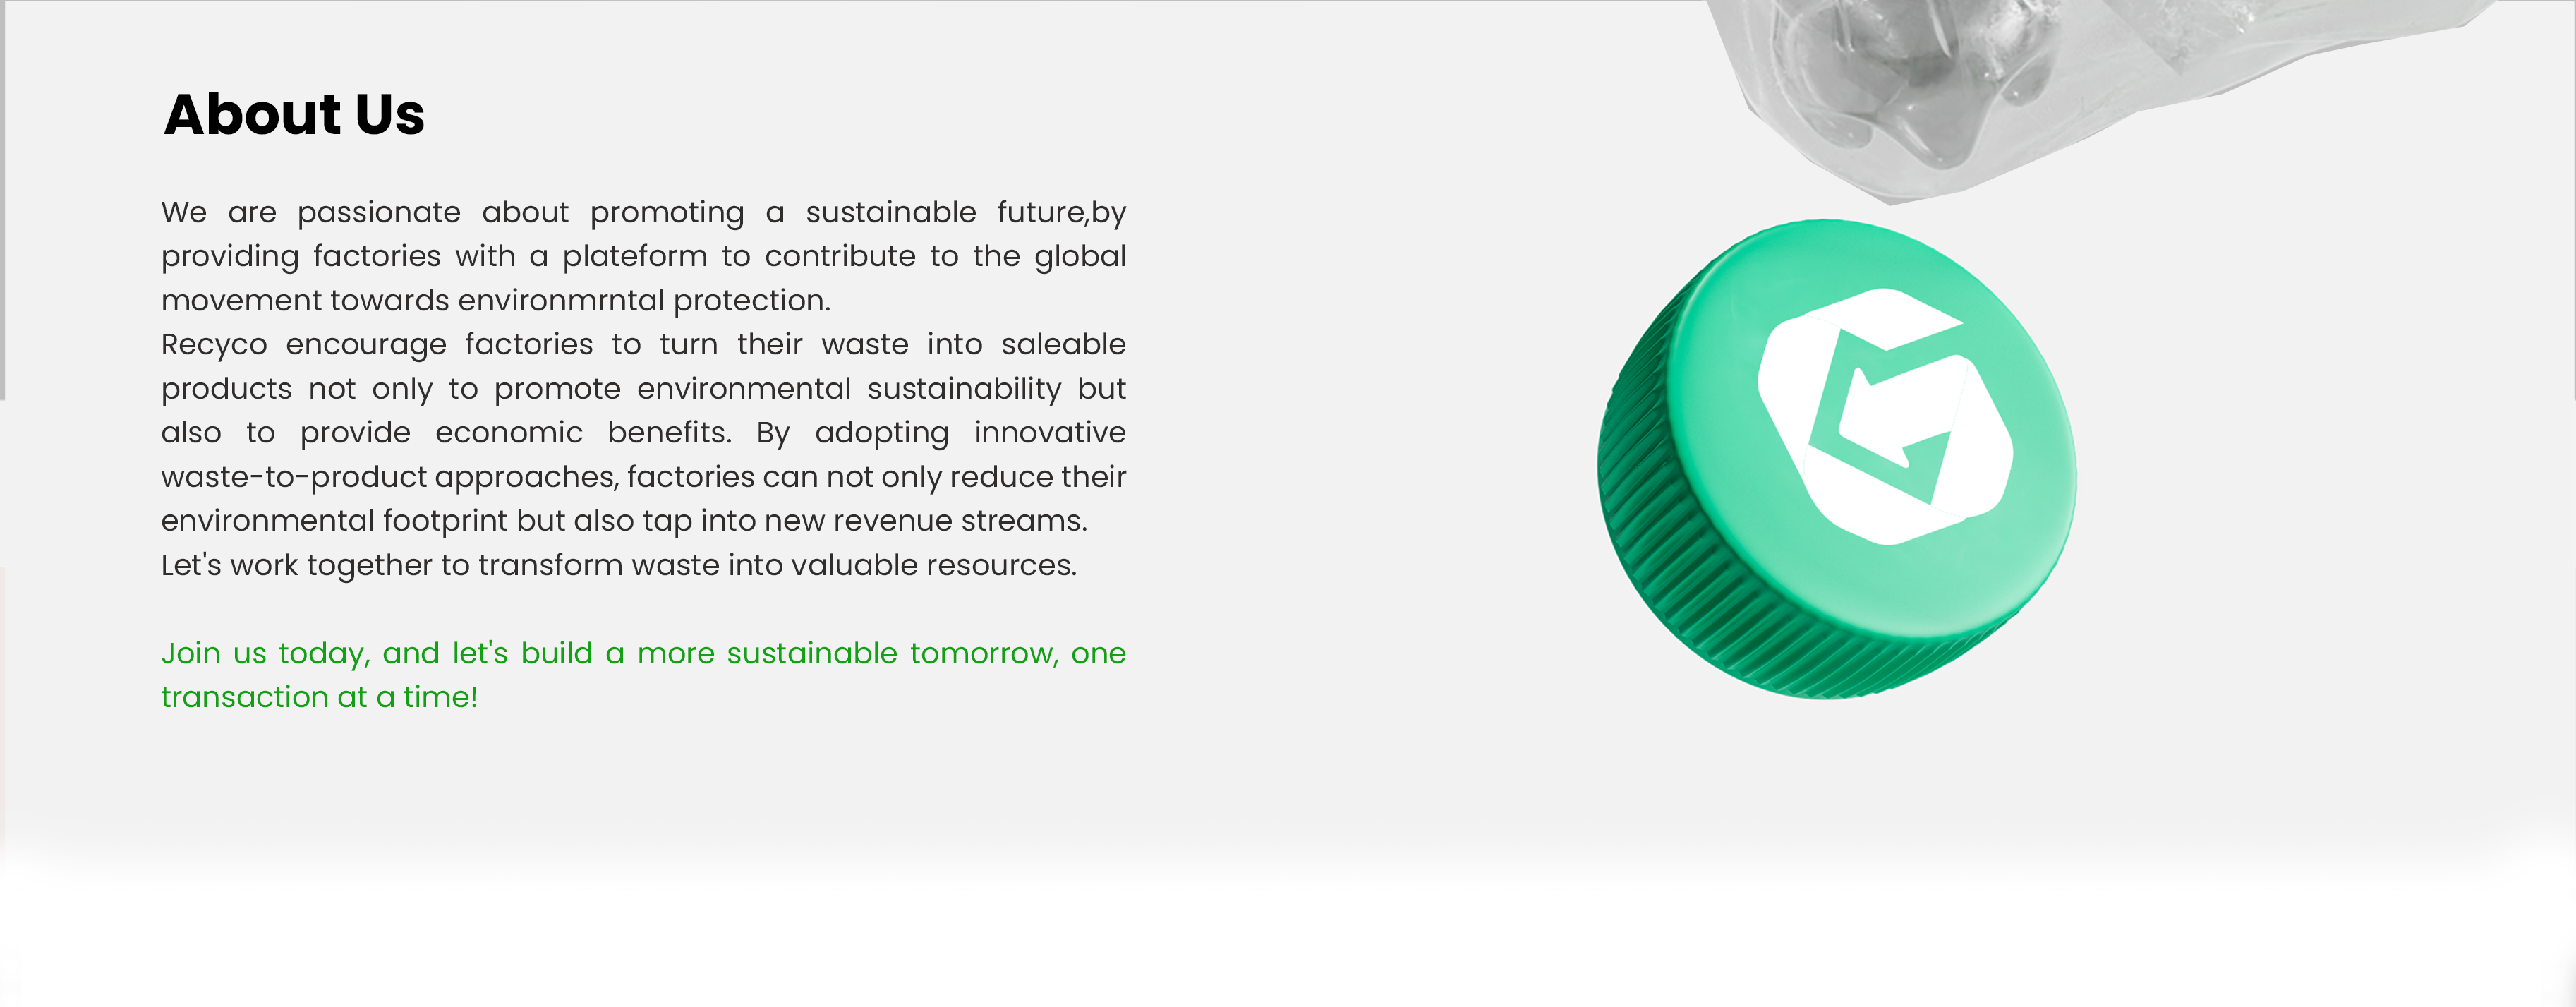 About Us
We are passionate about promoting a sustainable future,by
providing factories with a plateform to contribute to the global
movement towards environmrntal protection.
Recyco encourage factories to turn their waste into saleable
products not only to promote environmental sustainability but
also to provide economic benefits. By adopting innovative
waste-to-product approaches, factories can not only reduce their
environmental footprint but also tap into new revenue streams.
Let's work together to transform waste into valuable resources.
Join us today, and let's build a more sustainable tomorrow, one
transaction at a time!